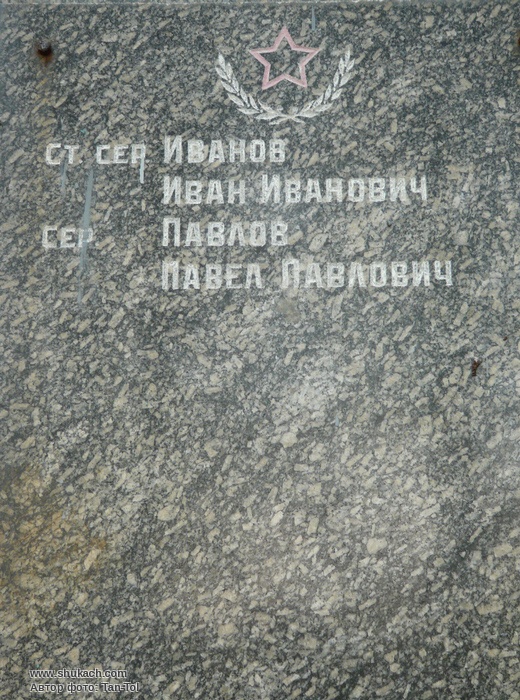 Ст. сер Иванов
Иван Иванович
Сер Павлов
Павел Павлович
www.shukach.com
Автор фото: Tan-Tol